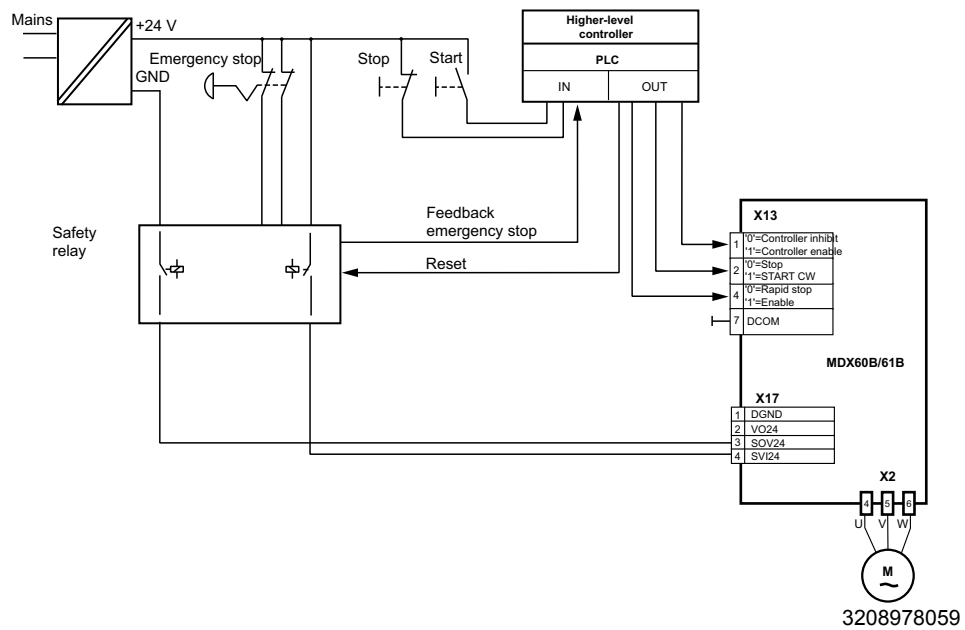 Mains
+24 V
GND
Emergency stop
Stop
Start
Higher-level
controller
PLC
IN
OUT
Safety
relay
Feedback
emergency stop
Reset
X13
1
'0'=Controller inhibit
'1'=Controller enable
2
'0'=Stop
'1'=START CW
4
'0'=Rapid stop
'1'=Enable
7
DCOM
MDX60B/61B
X17
1 DGND
2 VO24
3 SOV24
4 SVI24
X2
4 5 6
U V W
M
~
3208978059